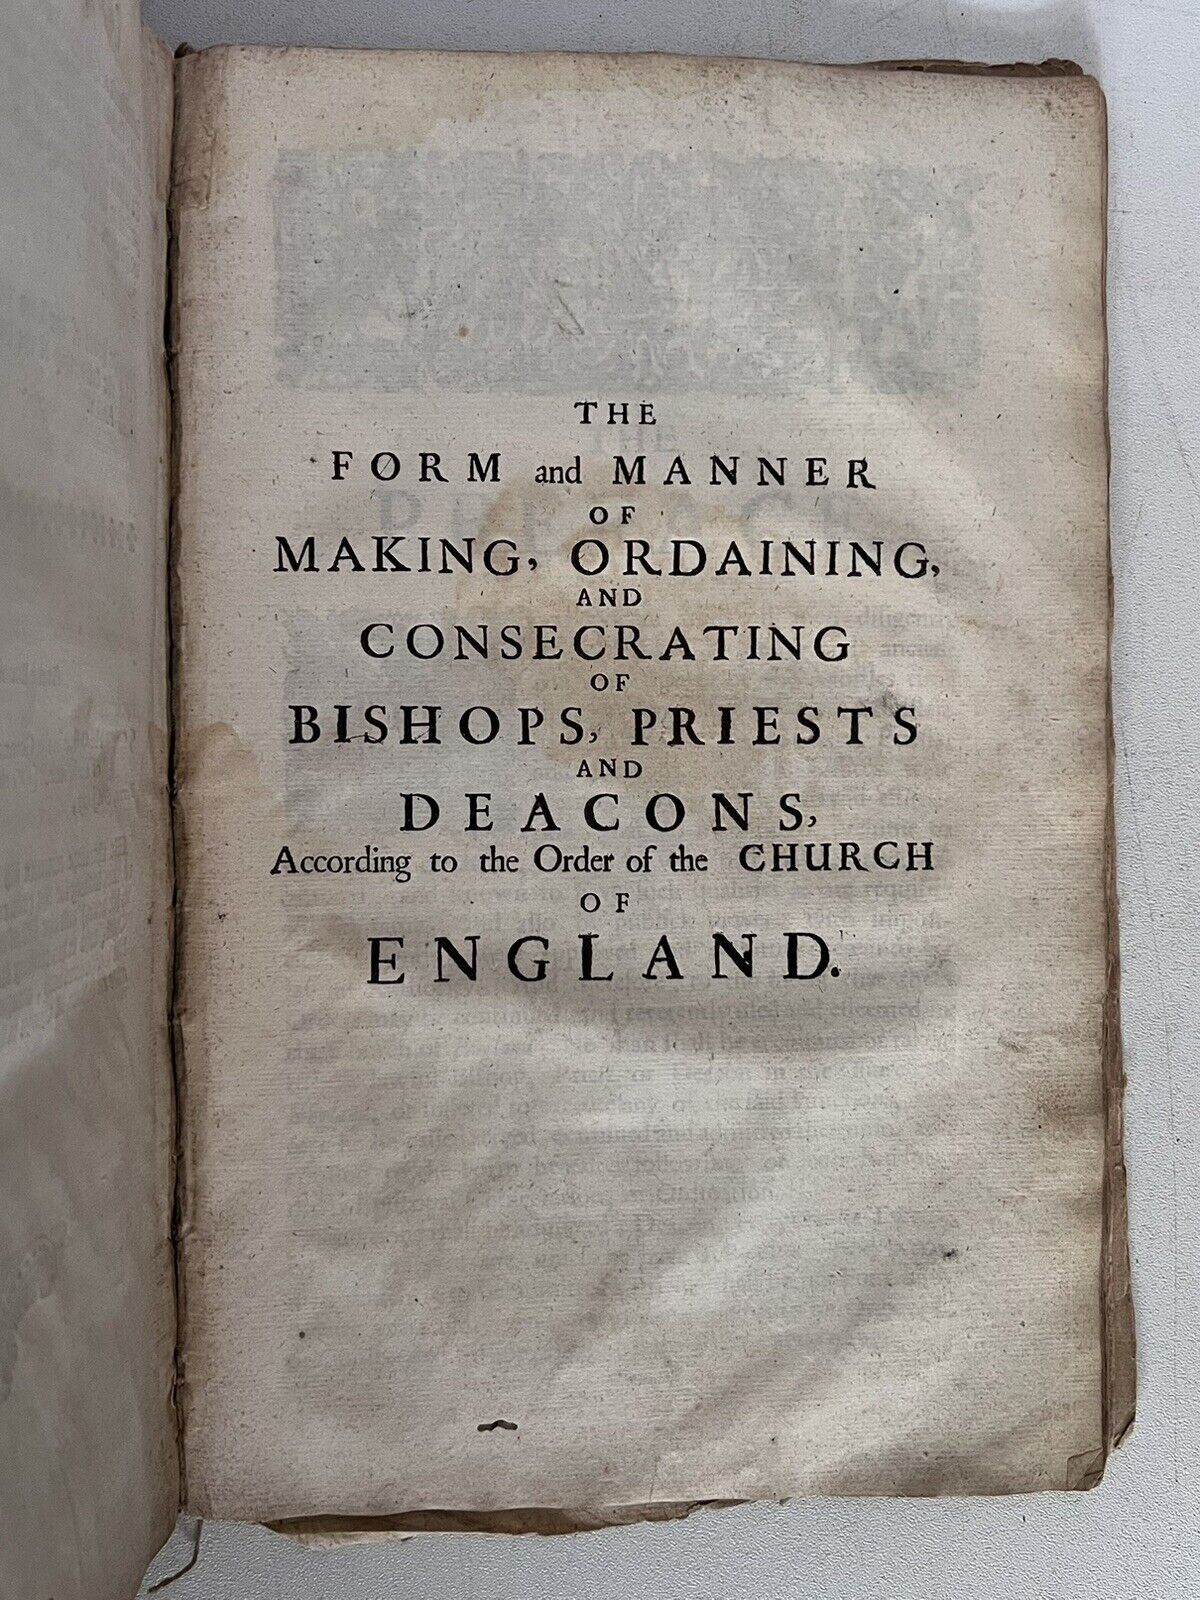 THE
FORM and MANNER
OF
MAKING, ORDAINING,
AND
CONSECRATING
OF
BISHOPS, PRIESTS
AND
DEACONS,
According to the Order of the CHURCH
OF
ENGLAND.